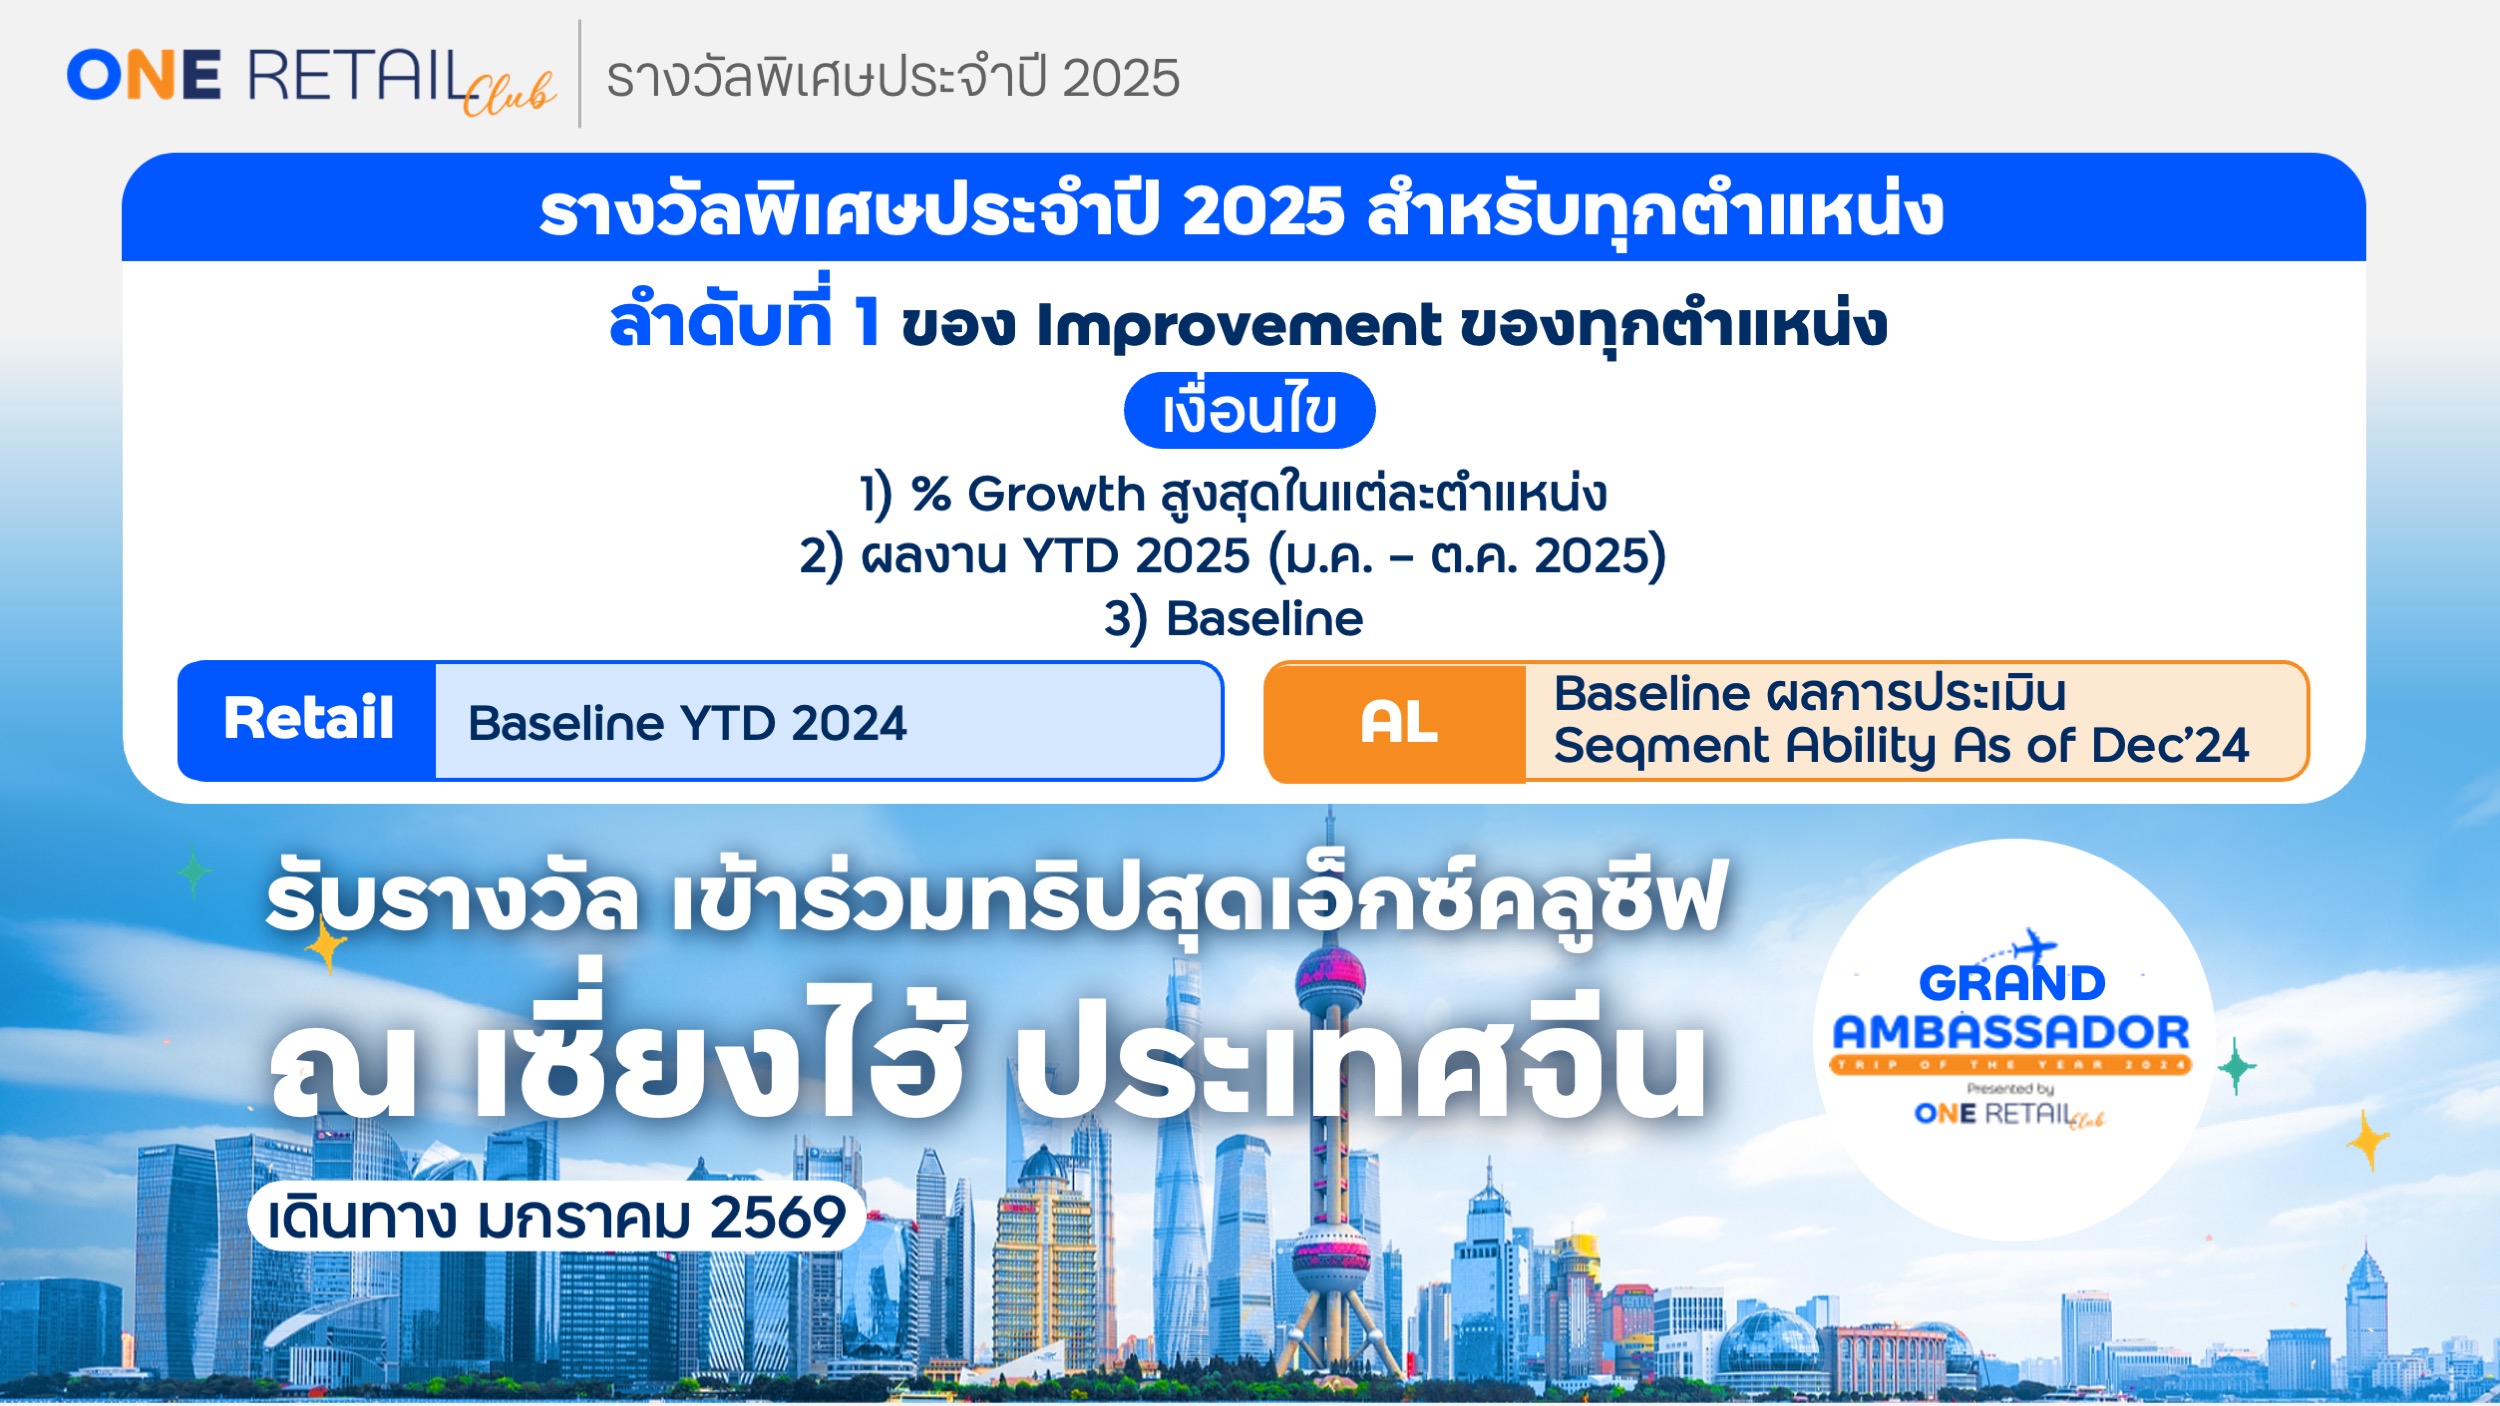 ONE RETAIL Club
รางวัลพิเศษประจำปี 2025
รางวัลพิเศษประจำปี 2025 สำหรับทุกตำแหน่ง
ลำดับที่ 1 ของ Improvement ของทุกตำแหน่ง
เงื่อนไข
1) % Growth สูงสุดในแต่ละตำแหน่ง
2) ผลงาน YTD 2025 (ม.ค. – ต.ค. 2025)
3) Baseline
Retail
Baseline YTD 2024
AL
Baseline ผลการประเมิน
Seqment Ability As of Dec’24
รับรางวัล เข้าร่วมทริปสุดเอ็กซ์คลูซีฟ
ณ เซี่ยงไฮ้ ประเทศจีน
เดินทาง มกราคม 2569
GRAND
AMBASSADOR
TRIP OF THE YEAR 2024
Presented by
ONE RETAIL Club